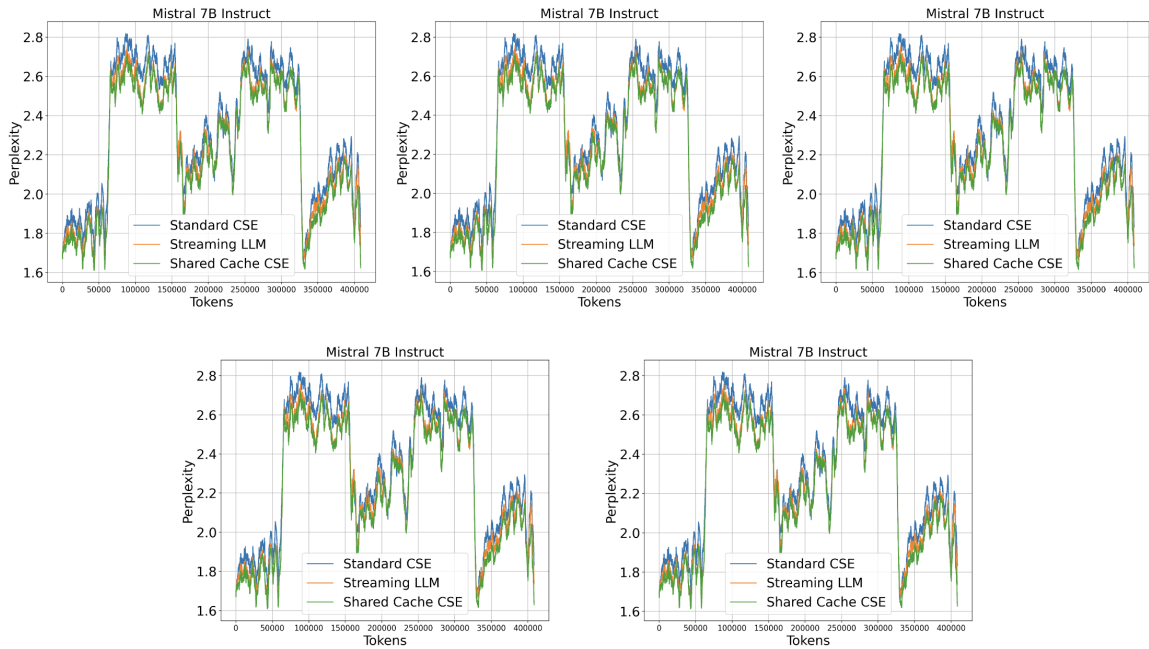 Mistral 7B Instruct
2.8
2.6
2.4
2.2
2.0
1.8
1.6
Perplexity
Standard CSE
Streaming LLM
Shared Cache CSE
0 50000 100000 150000 200000 250000 300000 350000 400000
Tokens
Mistral 7B Instruct
2.8
2.6
2.4
2.2
2.0
1.8
1.6
Perplexity
Standard CSE
Streaming LLM
Shared Cache CSE
0 50000 100000 150000 200000 250000 300000 350000 400000
Tokens
Mistral 7B Instruct
2.8
2.6
2.4
2.2
2.0
1.8
1.6
Perplexity
Standard CSE
Streaming LLM
Shared Cache CSE
0 50000 100000 150000 200000 250000 300000 350000 400000
Tokens
Mistral 7B Instruct
2.8
2.6
2.4
2.2
2.0
1.8
1.6
Perplexity
Standard CSE
Streaming LLM
Shared Cache CSE
0 50000 100000 150000 200000 250000 300000 350000 400000
Tokens
Mistral 7B Instruct
2.8
2.6
2.4
2.2
2.0
1.8
1.6
Perplexity
Standard CSE
Streaming LLM
Shared Cache CSE
0 50000 100000 150000 200000 250000 300000 350000 400000
Tokens